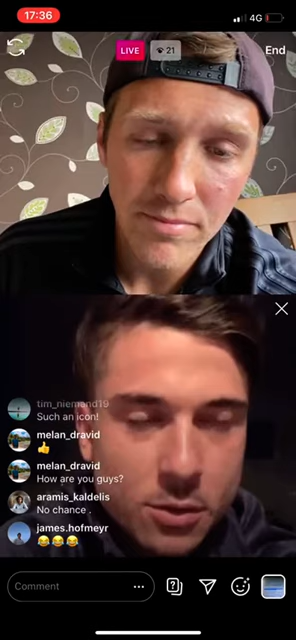 17:36
4G
LIVE
21
End
tim_niemand19
Such an icon!
melan_dravid
👍
melan_dravid
How are you guys?
aramis_kaldelis
No chance .
james.hofmeyr
😂😂😂
Comment